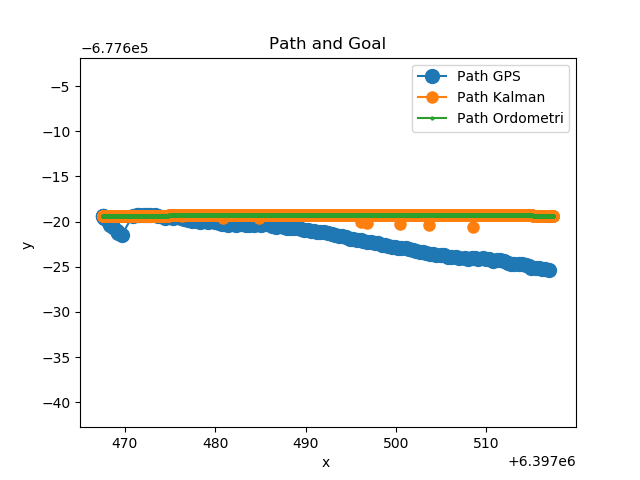 Path and Goal
−6.776e5
Path GPS
Path Kalman
Path Ordometri
−5
−10
−15
−20
−25
−30
−35
−40
y
470 480 490 500 510
x
+6.397e6